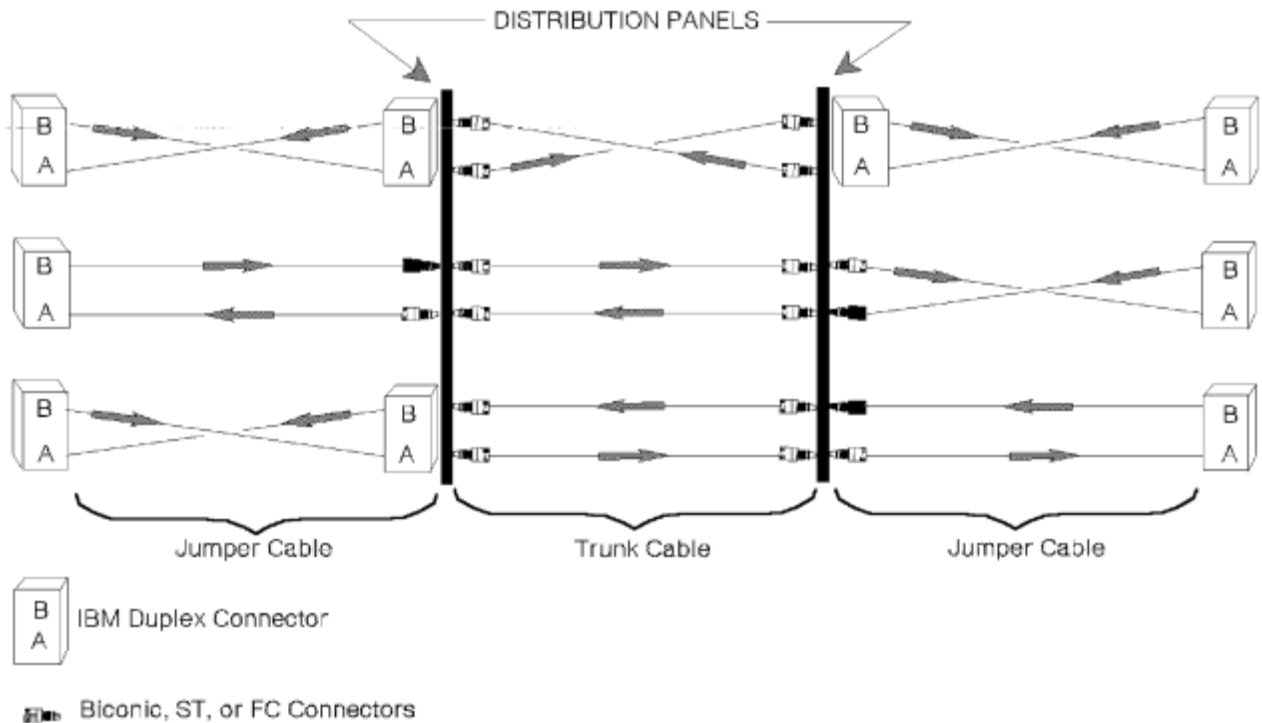 DISTRIBUTION PANELS
B B B B
A A A A
B B
A A
B B B
A A A
Jumper Cable Trunk Cable Jumper Cable
B
A
IBM Duplex Connector
Biconic, ST, or FC Connectors